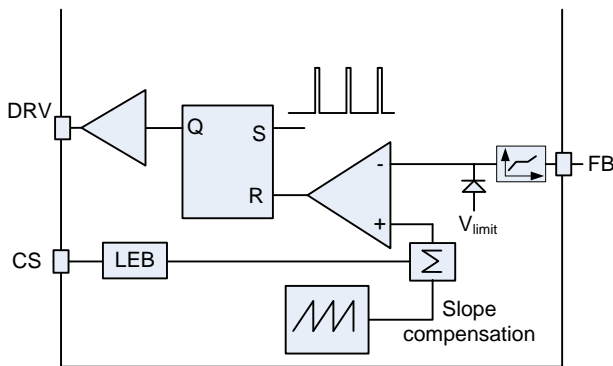 DRV
Q
S
R
-
+
FB
V_limit
CS
LEB
Σ
Slope
compensation